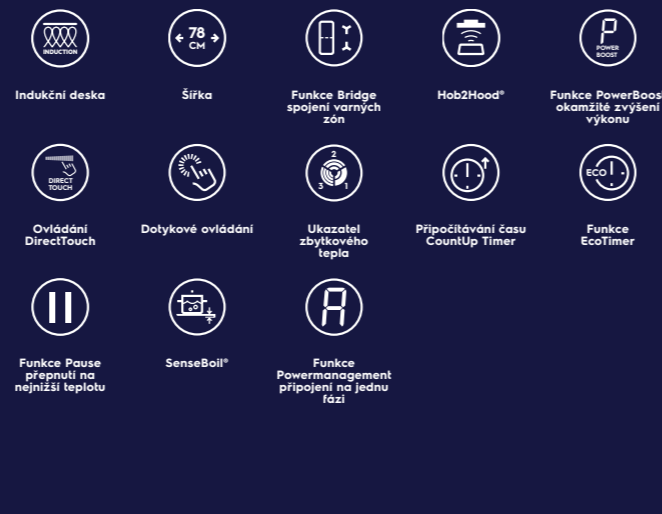 INDUCTION
Indukční deska
78
CM
Šířka
Funkce Bridge
spojení varných
zón
Hob2Hood®
P
POWER
BOOST
Funkce PowerBoost
okamžité zvýšení
výkonu
DIRECT
TOUCH
Ovládání
DirectTouch
Dotykové ovládání
2
3 1
Ukazatel
zbytkového
tepla
Připočítávání času
CountUp Timer
ECO
Funkce
EcoTimer
Funkce Pause
přepnutí na
nejnižší teplotu
SenseBoil®
A
Funkce
Powermanagement
připojení na jednu
fázi